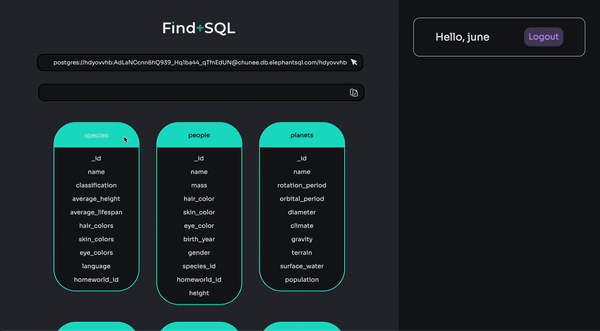 Find+SQL
Hello, june
Logout
postgres://hdyovvhb:AdLaNCcnn6hQ939_Hq1ba44_qTfnEdUN@chunee.db.elephantsql.com/hdyovvhb
species
_id
name
classification
average_height
average_lifespan
hair_colors
skin_colors
eye_colors
language
homeworld_id
people
_id
name
mass
hair_color
skin_color
eye_color
birth_year
gender
species_id
homeworld_id
height
planets
_id
name
rotation_period
orbital_period
diameter
climate
gravity
terrain
surface_water
population